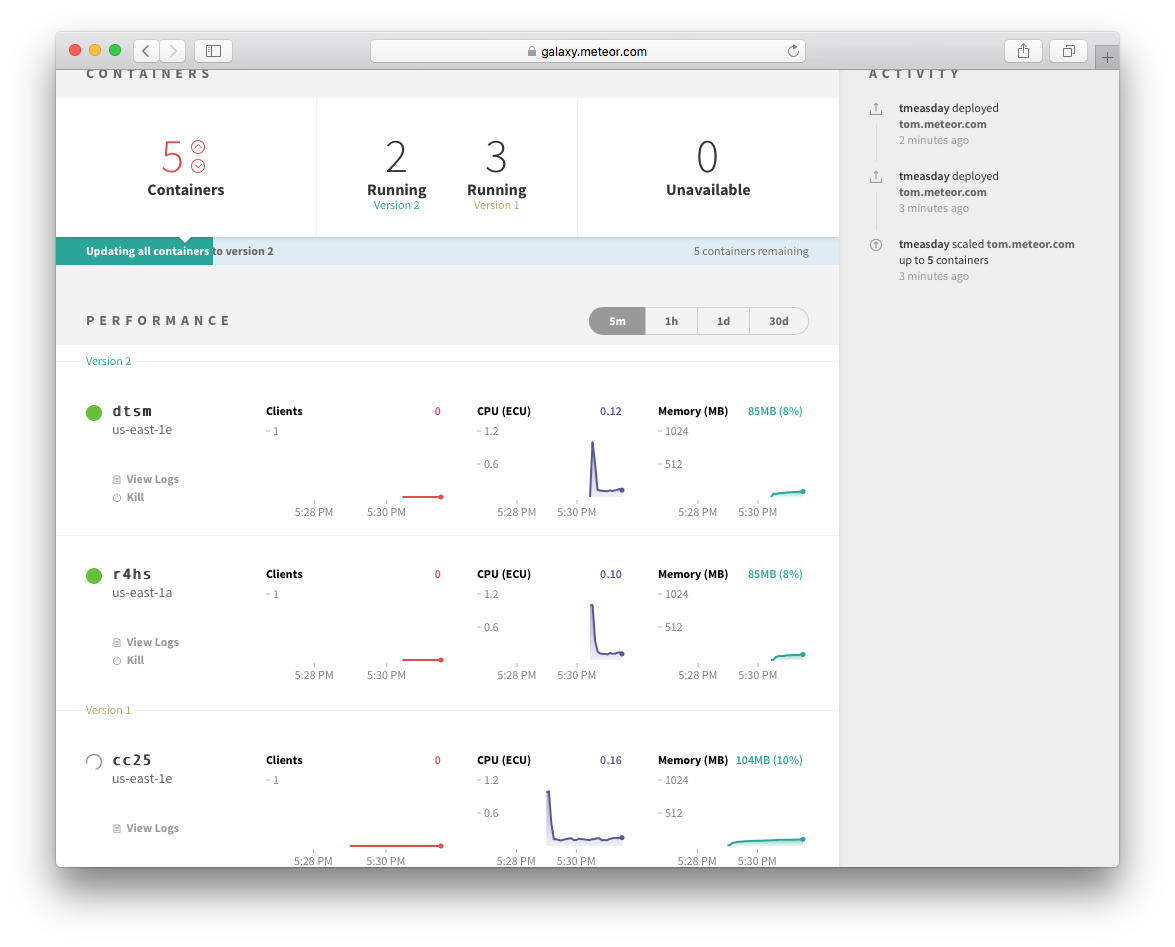 galaxy.meteor.com
CONTAINERS
5
Containers
2
Running
Version 2
3
Running
Version 1
0
Unavailable
Updating all containers to version 2
5 containers remaining
PERFORMANCE
5m 1h 1d 30d
Version 2
dtsm
us-east-1e
View Logs
Kill
Clients 0
1
5:28 PM 5:30 PM
CPU (ECU) 0.12
1.2
0.6
5:28 PM 5:30 PM
Memory (MB) 85MB (8%)
1024
512
5:28 PM 5:30 PM
r4hs
us-east-1a
View Logs
Kill
Clients 0
1
5:28 PM 5:30 PM
CPU (ECU) 0.10
1.2
0.6
5:28 PM 5:30 PM
Memory (MB) 85MB (8%)
1024
512
5:28 PM 5:30 PM
Version 1
cc25
us-east-1e
View Logs
Clients 0
1
5:28 PM 5:30 PM
CPU (ECU) 0.16
1.2
0.6
5:28 PM 5:30 PM
Memory (MB) 104MB (10%)
1024
512
5:28 PM 5:30 PM
ACTIVITY
tmeasday deployed
tom.meteor.com
2 minutes ago
tmeasday deployed
tom.meteor.com
3 minutes ago
tmeasday scaled tom.meteor.com
up to 5 containers
3 minutes ago